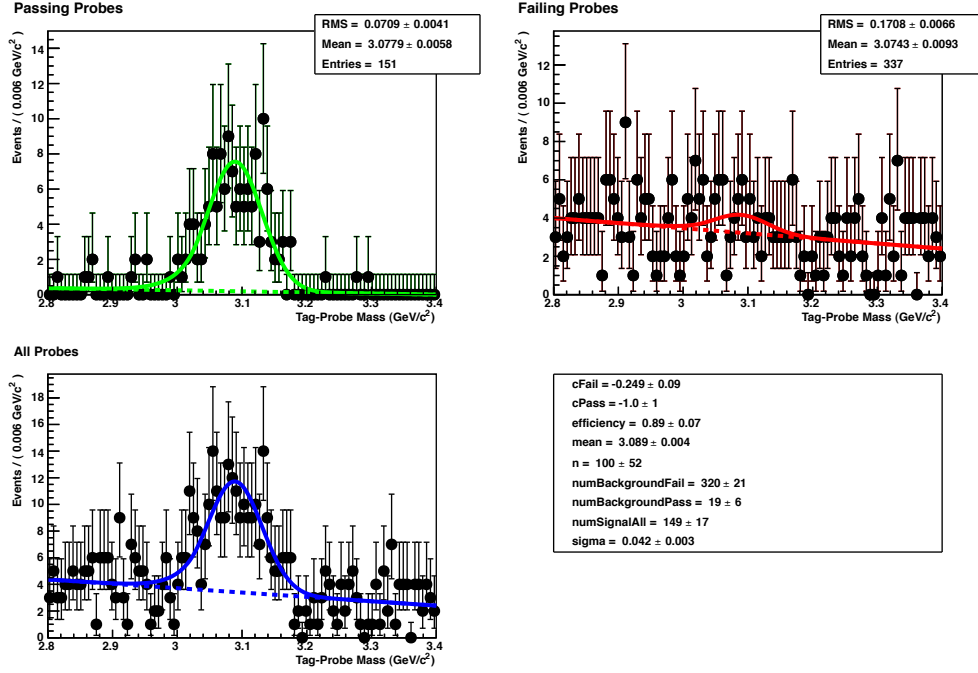 Passing Probes
RMS = 0.0709 ± 0.0041
Mean = 3.0779 ± 0.0058
Entries = 151
Events / ( 0.006 GeV/c² )
14
12
10
8
6
4
2
0
2.8 2.9 3 3.1 3.2 3.3 3.4
Tag-Probe Mass (GeV/c²)
Failing Probes
RMS = 0.1708 ± 0.0066
Mean = 3.0743 ± 0.0093
Entries = 337
Events / ( 0.006 GeV/c² )
12
10
8
6
4
2
0
2.8 2.9 3 3.1 3.2 3.3 3.4
Tag-Probe Mass (GeV/c²)
All Probes
Events / ( 0.006 GeV/c² )
18
16
14
12
10
8
6
4
2
0
2.8 2.9 3 3.1 3.2 3.3 3.4
Tag-Probe Mass (GeV/c²)
cFail = -0.249 ± 0.09
cPass = -1.0 ± 1
efficiency = 0.89 ± 0.07
mean = 3.089 ± 0.004
n = 100 ± 52
numBackgroundFail = 320 ± 21
numBackgroundPass = 19 ± 6
numSignalAll = 149 ± 17
sigma = 0.042 ± 0.003